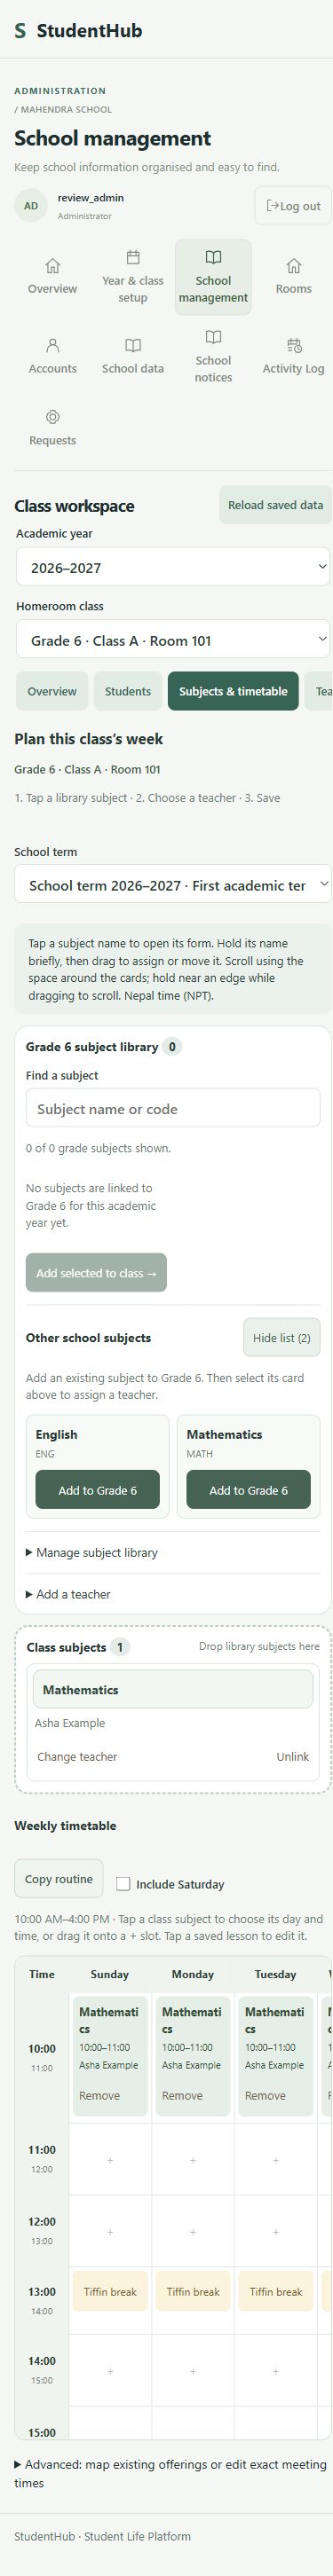 S StudentHub
ADMINISTRATION
/ MAHENDRA SCHOOL
School management
Keep school information organised and easy to find.
AD
review_admin
Administrator
Log out
Overview
Year & class
setup
School
management
Rooms
Accounts
School data
School
notices
Activity Log
Requests
Class workspace
Reload saved data
Academic year
2026–2027
Homeroom class
Grade 6 · Class A · Room 101
Overview
Students
Subjects & timetable
Tea
Plan this class's week
Grade 6 · Class A · Room 101
1. Tap a library subject · 2. Choose a teacher · 3. Save
School term
School term 2026–2027 · First academic ter
Tap a subject name to open its form. Hold its name
briefly, then drag to assign or move it. Scroll using the
space around the cards; hold near an edge while
dragging to scroll. Nepal time (NPT).
Grade 6 subject library 0
Find a subject
Subject name or code
0 of 0 grade subjects shown.
No subjects are linked to
Grade 6 for this academic
year yet.
Add selected to class →
Other school subjects
Hide list (2)
Add an existing subject to Grade 6. Then select its card
above to assign a teacher.
English
ENG
Add to Grade 6
Mathematics
MATH
Add to Grade 6
▶ Manage subject library
▶ Add a teacher
Class subjects 1
Drop library subjects here
Mathematics
Asha Example
Change teacher
Unlink
Weekly timetable
Copy routine
Include Saturday
10:00 AM–4:00 PM · Tap a class subject to choose its day and
time, or drag it onto a + slot. Tap a saved lesson to edit it.
Time Sunday Monday Tuesday
10:00
11:00
Mathemati
cs
10:00–11:00
Asha Example
Remove
Mathemati
cs
10:00–11:00
Asha Example
Remove
Mathemati
cs
10:00–11:00
Asha Example
Remove
11:00
12:00
+ + +
12:00
13:00
+ + +
13:00
14:00
Tiffin break Tiffin break Tiffin break
14:00
15:00
+ + +
15:00
▶ Advanced: map existing offerings or edit exact meeting
times
StudentHub · Student Life Platform